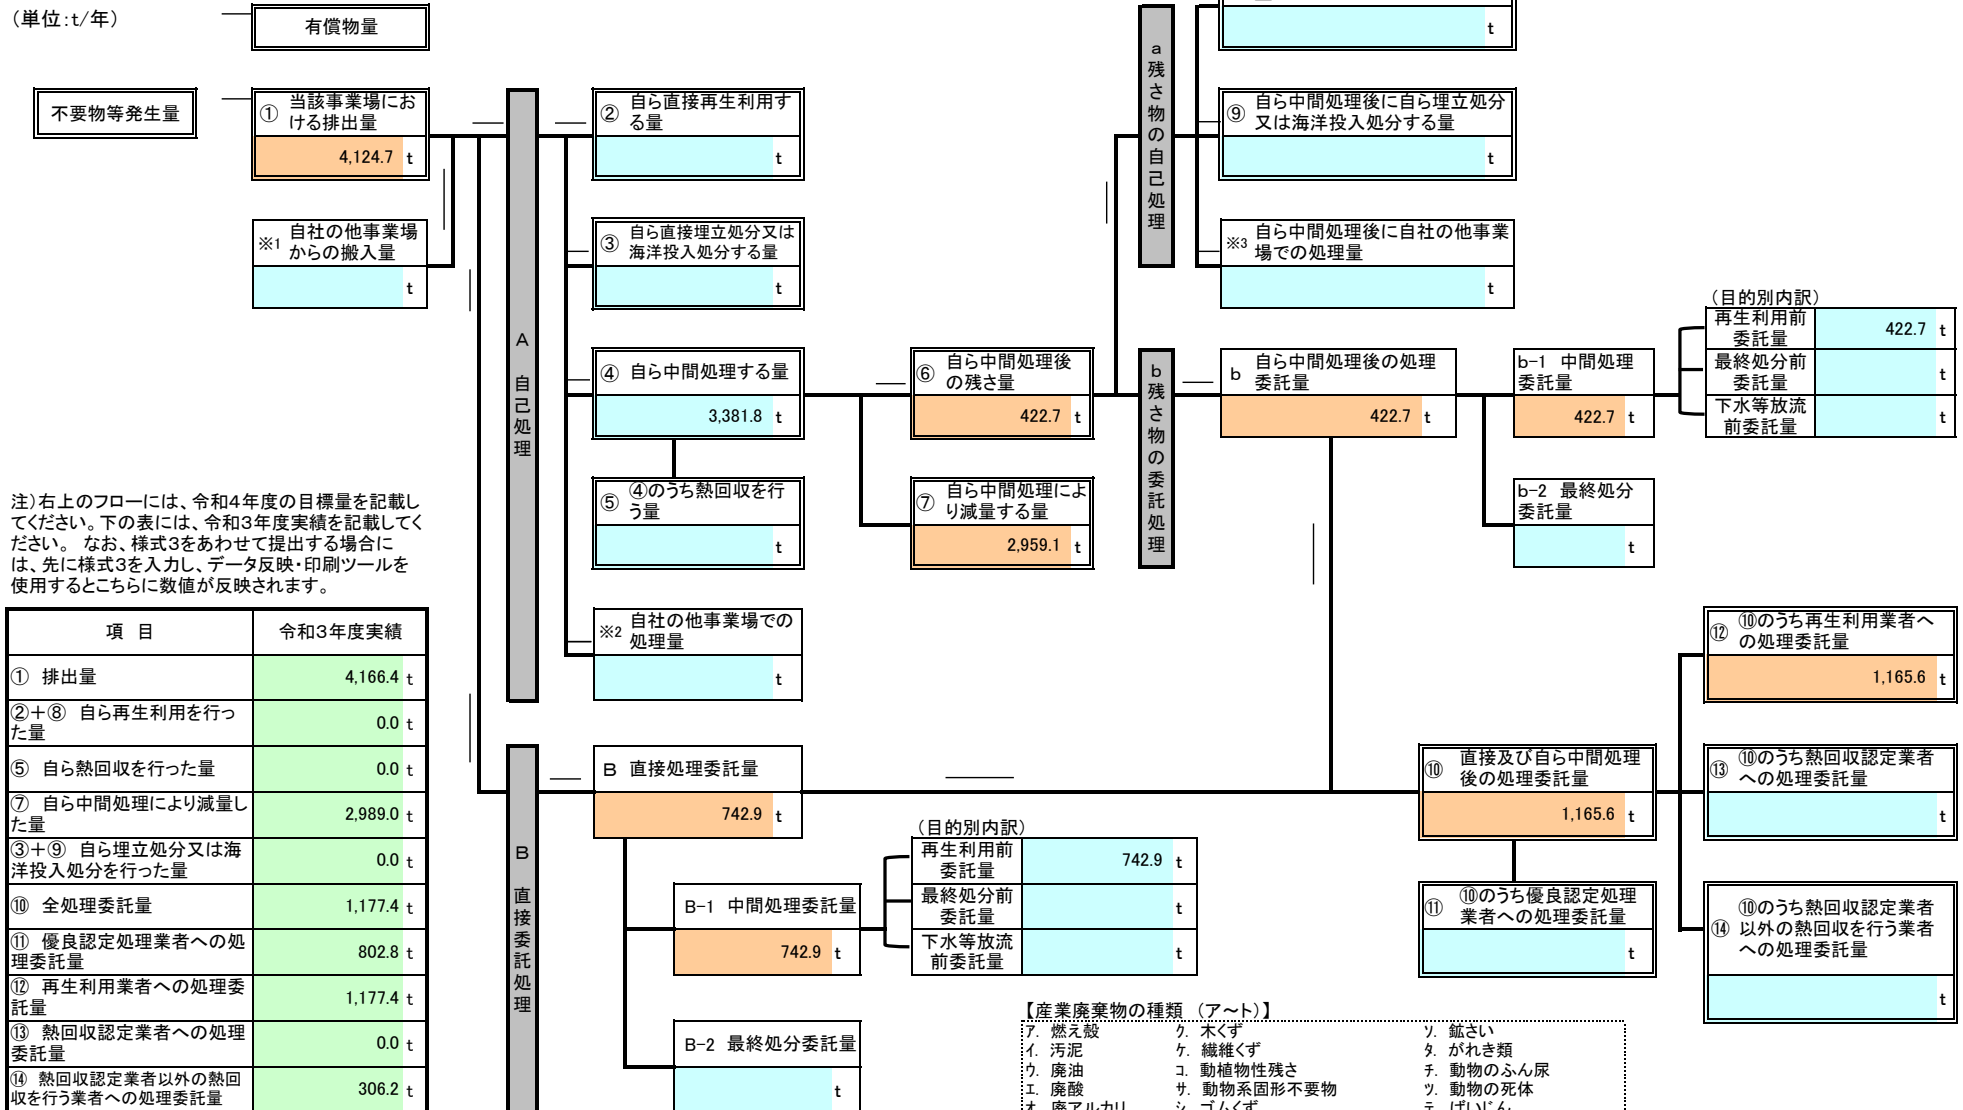 （単位:t/年）
有償物量
不要物等発生量
① 当該事業場にお
ける排出量
4,124.7 t
※1 自社の他事業場
からの搬入量
t
A 自己処理
② 自ら直接再生利用す
る量
t
③ 自ら直接埋立処分又は
海洋投入処分する量
t
④ 自ら中間処理する量
3,381.8 t
⑤ ④のうち熱回収を行
う量
t
※2 自社の他事業場での
処理量
t
⑥ 自ら中間処理後
の残さ量
422.7 t
⑦ 自ら中間処理によ
り減量する量
2,959.1 t
a 残さ物の自己処理
t
⑨ 自ら中間処理後に自ら埋立処分
又は海洋投入処分する量
t
※3 自ら中間処理後に自社の他事業
場での処理量
t
b 残さ物の委託処理
b 自ら中間処理後の処理
委託量
422.7 t
b-1 中間処理
委託量
422.7 t
（目的別内訳）
再生利用前
委託量
422.7 t
最終処分前
委託量
t
下水等放流
前委託量
b-2 最終処分
委託量
t
注）右上のフローには、令和４年度の目標量を記載し
てください。下の表には、令和３年度実績を記載してく
ださい。 なお、様式３をあわせて提出する場合に
は、先に様式３を入力し、データ反映・印刷ツールを
使用するとこちらに数値が反映されます。
項 目 令和３年度実績
① 排出量 4,166.4 t
②＋⑧ 自ら再生利用を行っ
た量 0.0 t
⑤ 自ら熱回収を行った量 0.0 t
⑦ 自ら中間処理により減量し
た量 2,989.0 t
③＋⑨ 自ら埋立処分又は海
洋投入処分を行った量 0.0 t
⑩ 全処理委託量 1,177.4 t
⑪ 優良認定処理業者への処
理委託量 802.8 t
⑫ 再生利用業者への処理委
託量 1,177.4 t
⑬ 熱回収認定業者への処理
委託量 0.0 t
⑭ 熱回収認定業者以外の熱回
収を行う業者への処理委託量 306.2 t
B 直接委託処理
B 直接処理委託量
742.9 t
B-1 中間処理委託量
742.9 t
（目的別内訳）
再生利用前
委託量
742.9 t
最終処分前
委託量
t
下水等放流
前委託量
t
B-2 最終処分委託量
t
⑩ 直接及び自ら中間処理
後の処理委託量
1,165.6 t
⑪ ⑩のうち優良認定処理
業者への処理委託量
t
⑫ ⑩のうち再生利用業者へ
の処理委託量
1,165.6 t
⑬ ⑩のうち熱回収認定業者
への処理委託量
t
⑭ ⑩のうち熱回収認定業者
以外の熱回収を行う業者
への処理委託量
t
【産業廃棄物の種類 （ア～ト）】
ア. 燃え殻 ク. 木くず ソ. 鉱さい
イ. 汚泥 ケ. 繊維くず タ. がれき類
ウ. 廃油 コ. 動植物性残さ チ. 動物のふん尿
エ. 廃酸 サ. 動物系固形不要物 ツ. 動物の死体
オ. 廃アルカリ シ. ゴムくず テ. ばいじん